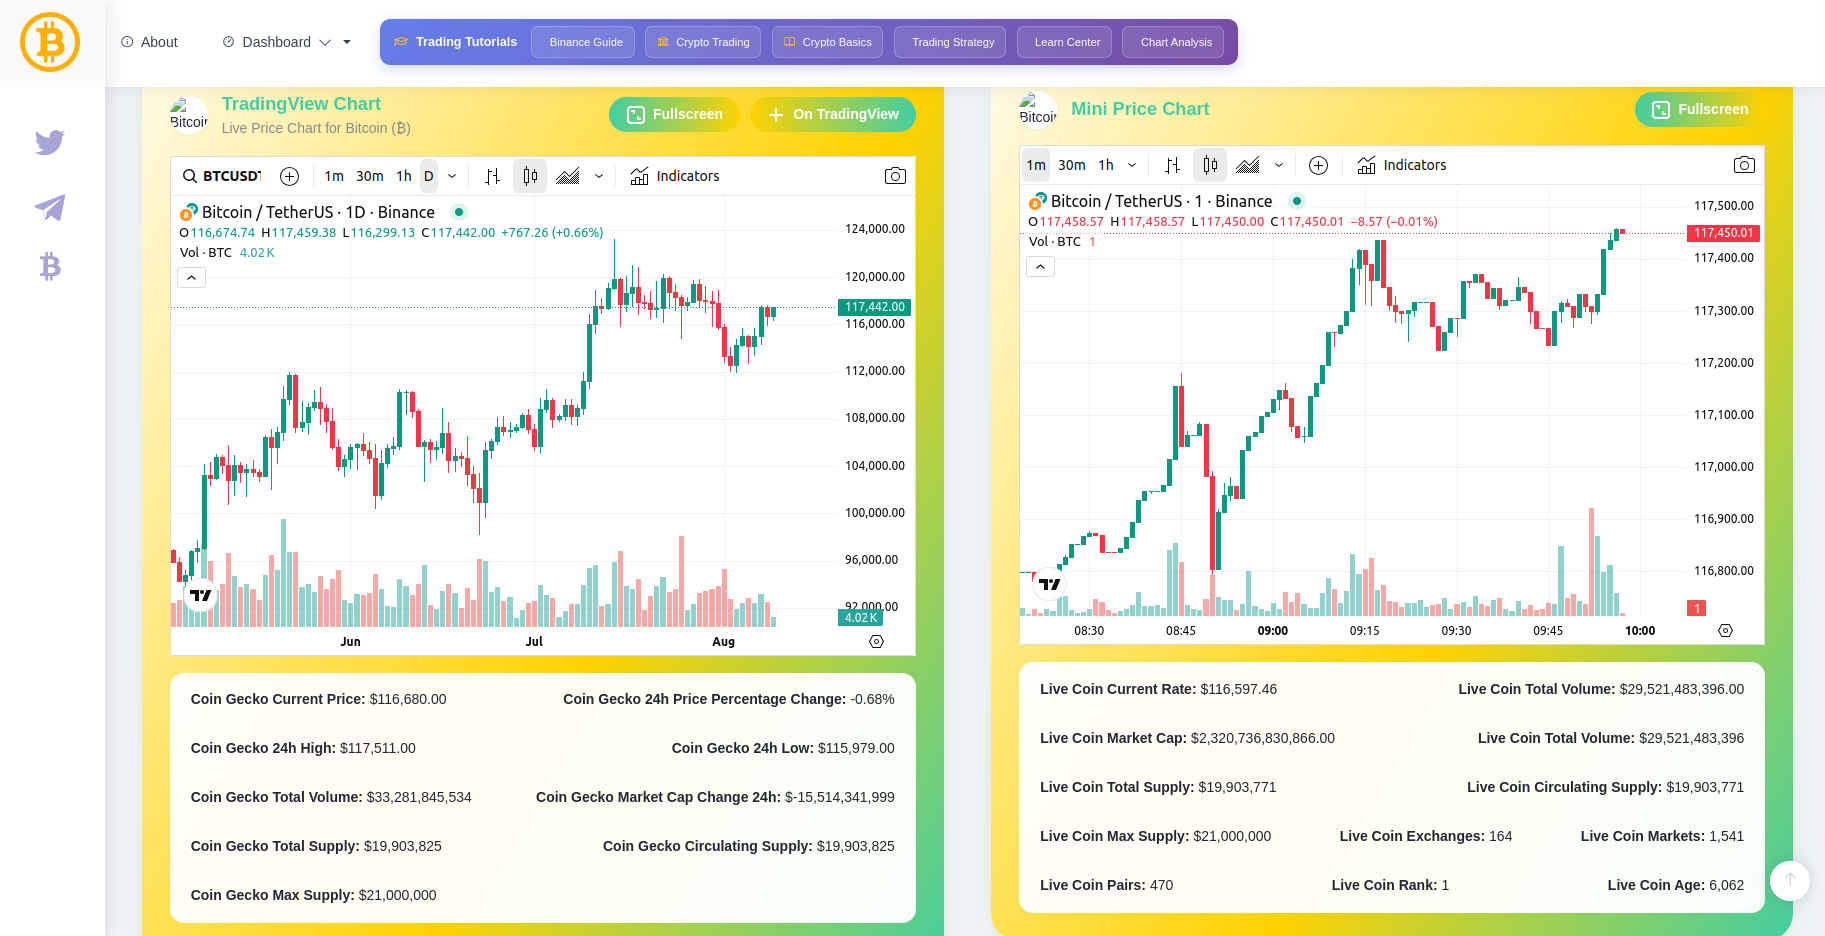 About
Dashboard
Trading Tutorials
Binance Guide
Crypto Trading
Crypto Basics
Trading Strategy
Learn Center
Chart Analysis
Bitcoin
TradingView Chart
Live Price Chart for Bitcoin (₿)
Fullscreen
On TradingView
BTCUSDT
1m 30m 1h D
Indicators
Bitcoin / TetherUS · 1D · Binance
O116,674.74 H117,459.38 L116,299.13 C117,442.00 +767.26 (+0.66%)
Vol · BTC 4.02 K
124,000.00
120,000.00
117,442.00
116,000.00
112,000.00
108,000.00
104,000.00
100,000.00
96,000.00
92,000.00
4.02 K
Jun Jul Aug
Coin Gecko Current Price: $116,680.00
Coin Gecko 24h Price Percentage Change: -0.68%
Coin Gecko 24h High: $117,511.00
Coin Gecko 24h Low: $115,979.00
Coin Gecko Total Volume: $33,281,845,534
Coin Gecko Market Cap Change 24h: $-15,514,341,999
Coin Gecko Total Supply: $19,903,825
Coin Gecko Circulating Supply: $19,903,825
Coin Gecko Max Supply: $21,000,000
Bitcoin
Mini Price Chart
Fullscreen
1m 30m 1h
Indicators
Bitcoin / TetherUS · 1 · Binance
O117,458.57 H117,458.57 L117,450.00 C117,450.01 −8.57 (−0.01%)
Vol · BTC 1
117,500.00
117,450.01
117,400.00
117,300.00
117,200.00
117,100.00
117,000.00
116,900.00
116,800.00
1
08:30 08:45 09:00 09:15 09:30 09:45 10:00
Live Coin Current Rate: $116,597.46
Live Coin Total Volume: $29,521,483,396.00
Live Coin Market Cap: $2,320,736,830,866.00
Live Coin Total Volume: $29,521,483,396
Live Coin Total Supply: $19,903,771
Live Coin Circulating Supply: $19,903,771
Live Coin Max Supply: $21,000,000
Live Coin Exchanges: 164
Live Coin Markets: 1,541
Live Coin Pairs: 470
Live Coin Rank: 1
Live Coin Age: 6,062